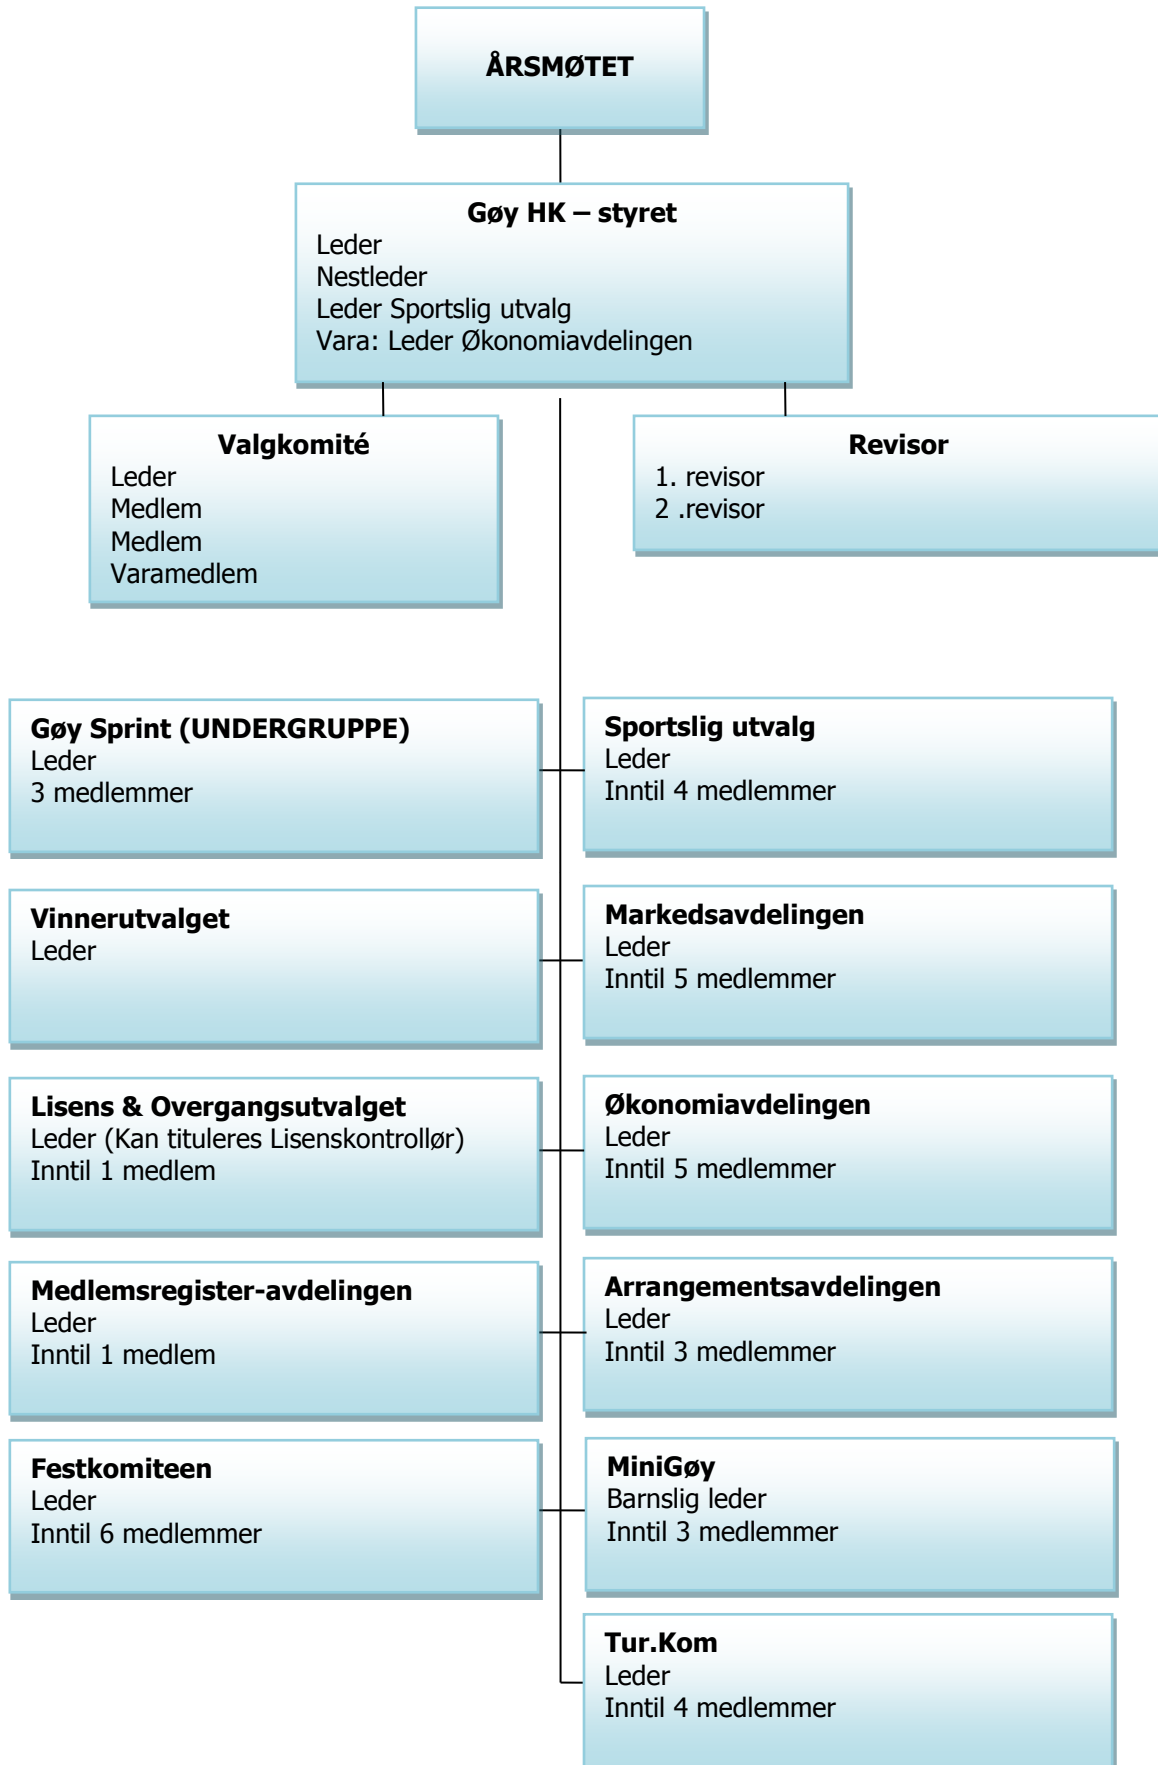 ÅRSMØTET
Gøy HK – styret
Leder
Nestleder
Leder Sportslig utvalg
Vara: Leder Økonomiavdelingen
Valgkomité
Leder
Medlem
Medlem
Varamedlem
Revisor
1. revisor
2 .revisor
Gøy Sprint (UNDERGRUPPE)
Leder
3 medlemmer
Sportslig utvalg
Leder
Inntil 4 medlemmer
Vinnerutvalget
Leder
Markedsavdelingen
Leder
Inntil 5 medlemmer
Lisens & Overgangsutvalget
Leder (Kan tituleres Lisenskontrollør)
Inntil 1 medlem
Økonomiavdelingen
Leder
Inntil 5 medlemmer
Medlemsregister-avdelingen
Leder
Inntil 1 medlem
Arrangementsavdelingen
Leder
Inntil 3 medlemmer
Festkomiteen
Leder
Inntil 6 medlemmer
MiniGøy
Barnslig leder
Inntil 3 medlemmer
Tur.Kom
Leder
Inntil 4 medlemmer